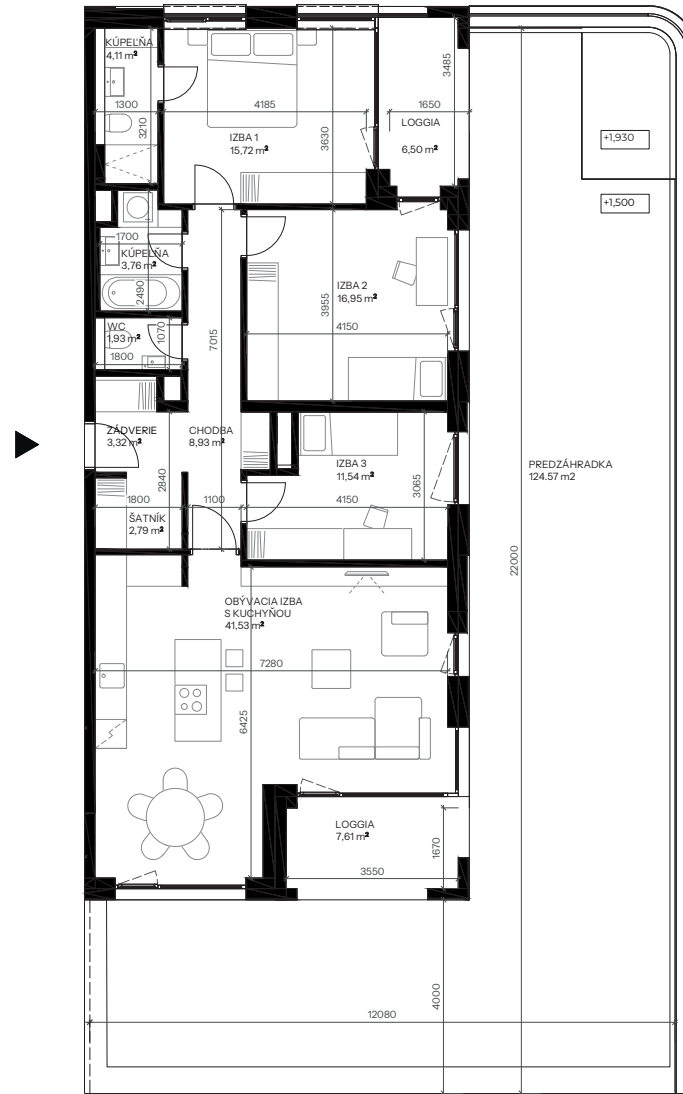 KÚPEĽŇA
4,11 m²
1300
3210
4185
IZBA 1
15,72 m²
3630
3485
1650
LOGGIA
6,50 m²
+1,930
+1,500
1700
KÚPEĽŇA
3,76 m²
2490
WC
1,93 m²
1070
1800
7015
3955
IZBA 2
16,95 m²
4150
ZÁDVERIE
3,32 m²
CHODBA
8,93 m²
2840
1800
1100
ŠATNÍK
2,79 m²
IZBA 3
11,54 m²
4150
3065
PREDZÁHRADKA
124.57 m2
22000
OBÝVACIA IZBA
S KUCHYŇOU
41,53 m²
7280
6425
LOGGIA
7,61 m²
1670
3550
4000
12080